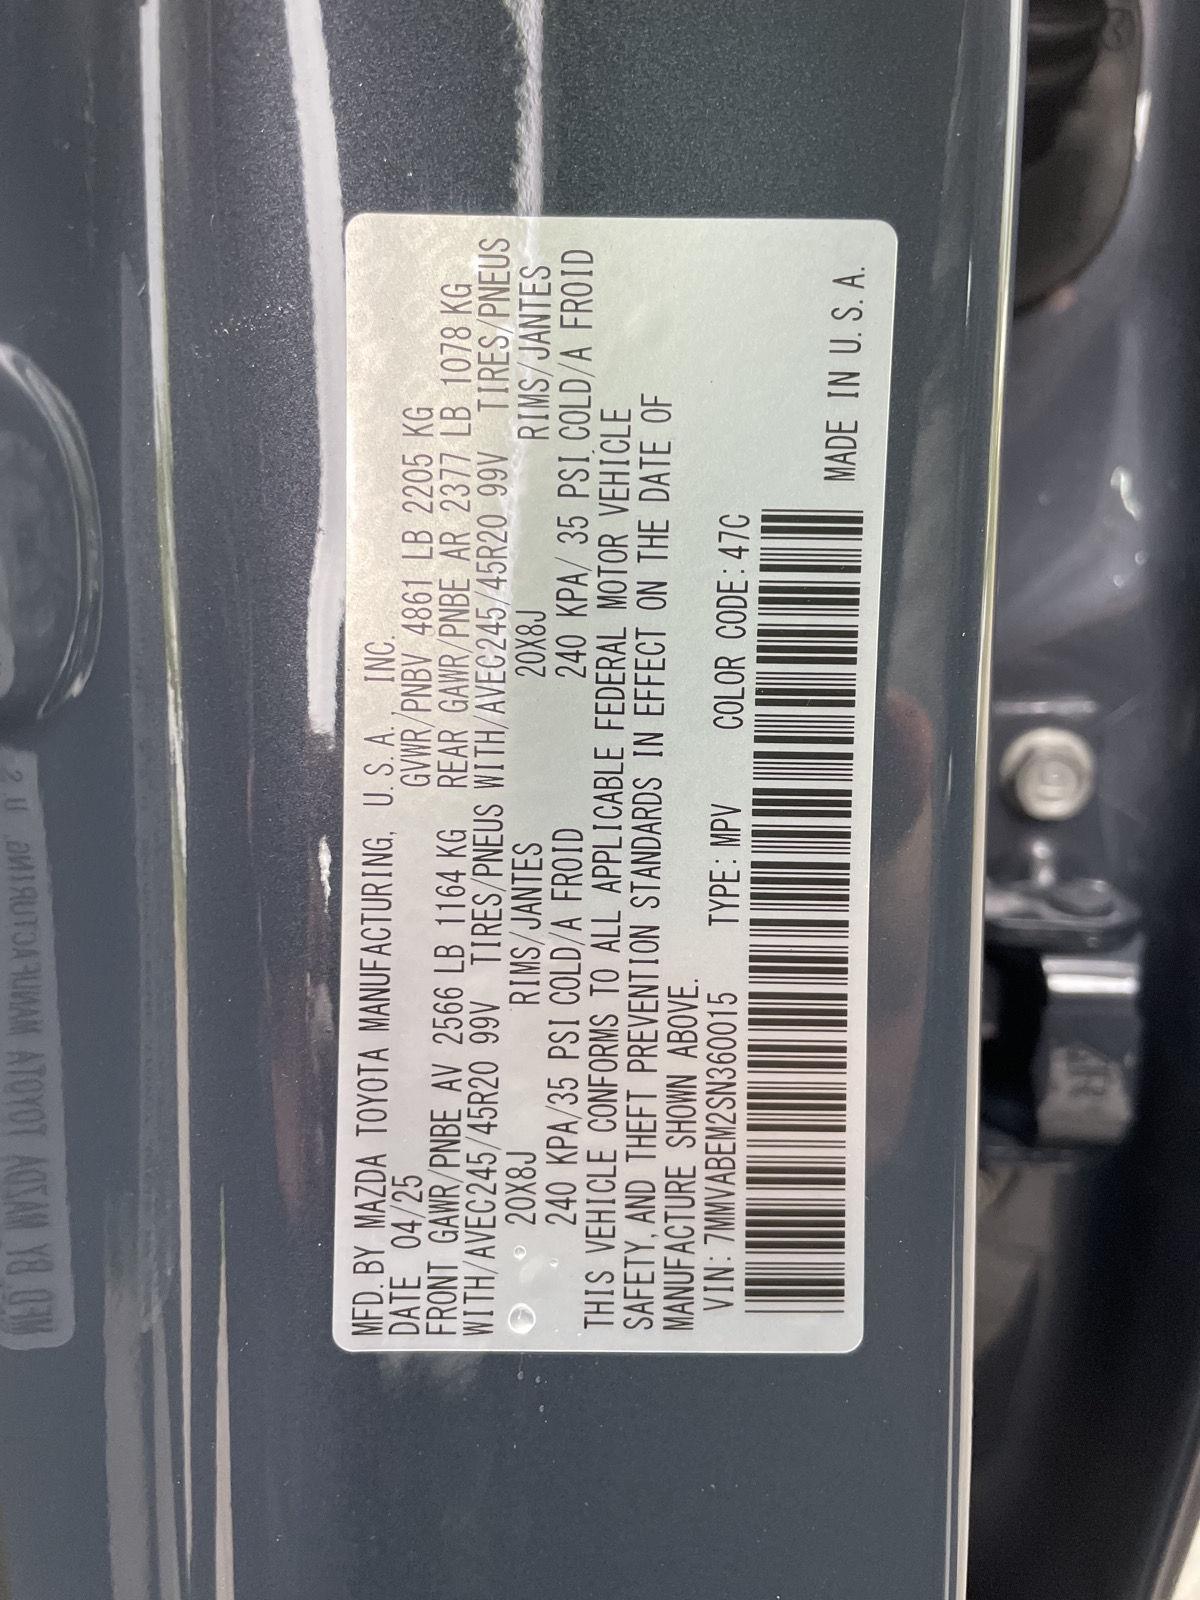 MFD. BY MAZDA TOYOTA MANUFACTURING, U.S.A. INC.
DATE 04/25 GVWR/PNBV 4861 LB 2205 KG
FRONT GAWR/PNBE AV 2566 LB 1164 KG REAR GAWR/PNBE AR 2377 LB 1078 KG
WITH/AVEC245/45R20 99V TIRES/PNEUS WITH/AVEC245/45R20 99V TIRES/PNEUS
20X8J RIMS/JANTES 20X8J RIMS/JANTES
240 KPA/35 PSI COLD/A FROID 240 KPA/ 35 PSI COLD/A FROID
THIS VEHICLE CONFORMS TO ALL APPLICABLE FEDERAL MOTOR VEHICLE
SAFETY, AND THEFT PREVENTION STANDARDS IN EFFECT ON THE DATE OF
MANUFACTURE SHOWN ABOVE.
VIN: 7MMVABEM2SN360015 TYPE: MPV COLOR CODE: 47C
MADE IN U.S.A.